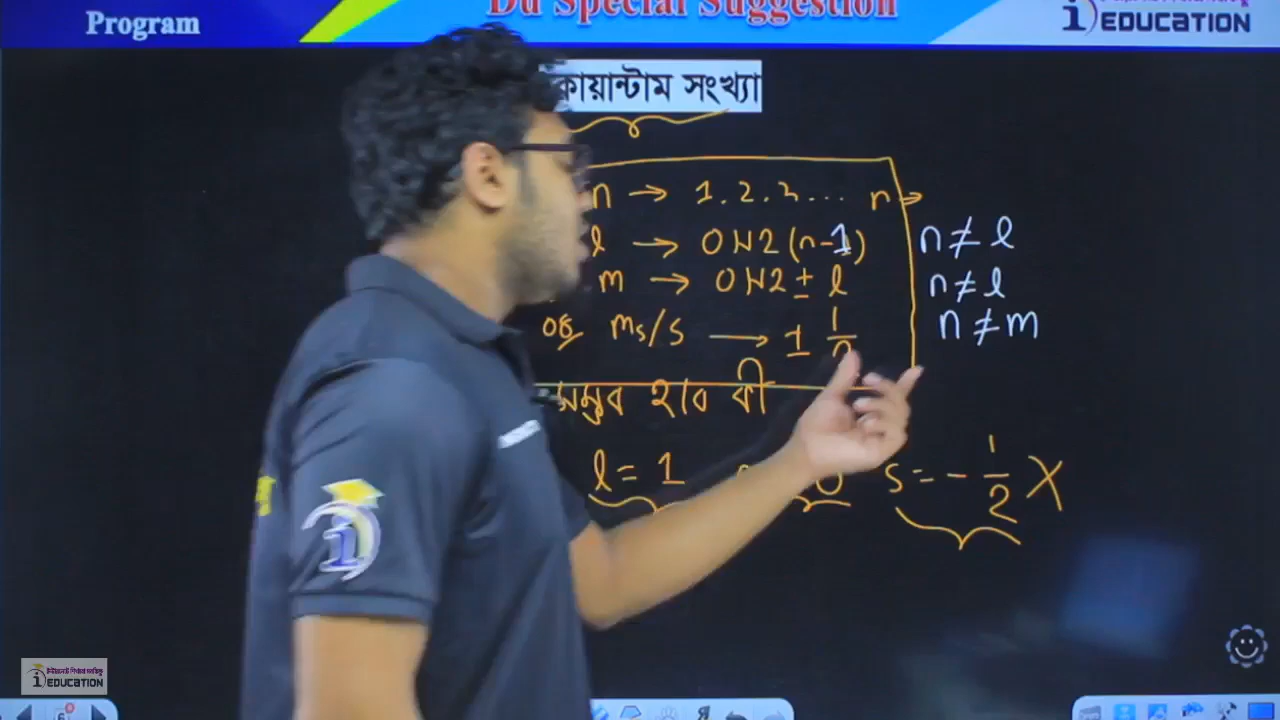 Program
Du Special Suggestion
EDUCATION
কোয়ান্টাম সংখ্যা
n → 1. 2. 3... n →
l → 0 1 2 (n-1) n ≠ l
m → 0 1 2 ± l n ≠ l
ms/s → ± 1/2 n ≠ m
সম্ভব হবে কী
l = 1 0 s = - 1/2 X
EDUCATION